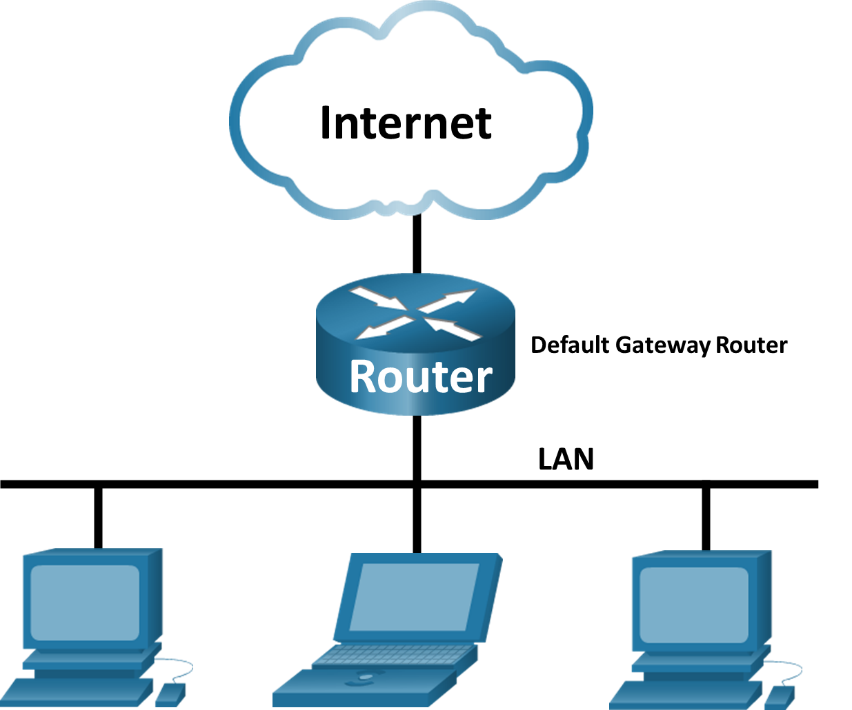 Internet
Router
Default Gateway Router
LAN